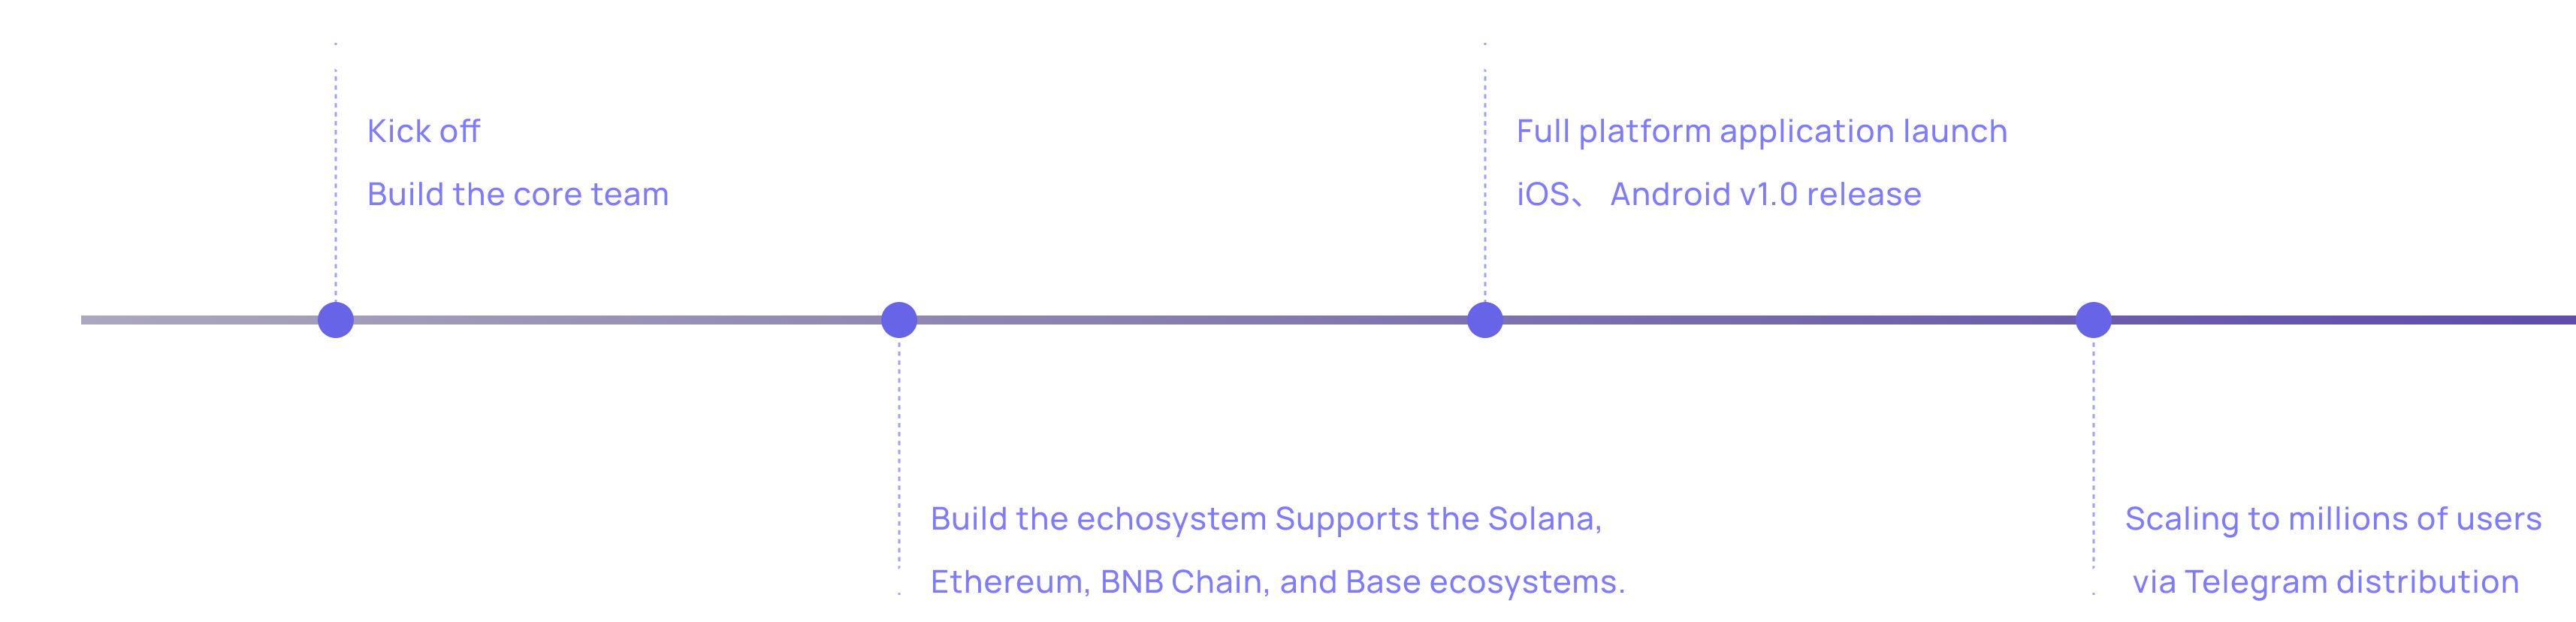 Kick off
Build the core team
Build the echosystem Supports the Solana,
Ethereum, BNB Chain, and Base ecosystems.
Full platform application launch
iOS、 Android v1.0 release
Scaling to millions of users
via Telegram distribution